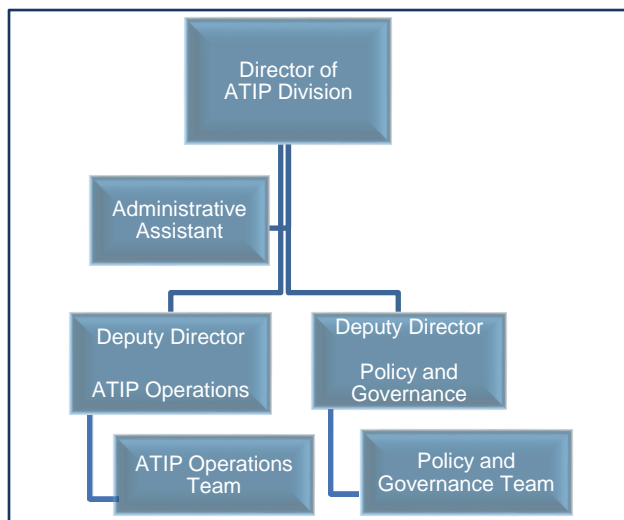 Director of
ATIP Division
Administrative
Assistant
Deputy Director
ATIP Operations
Deputy Director
Policy and
Governance
ATIP Operations
Team
Policy and
Governance Team